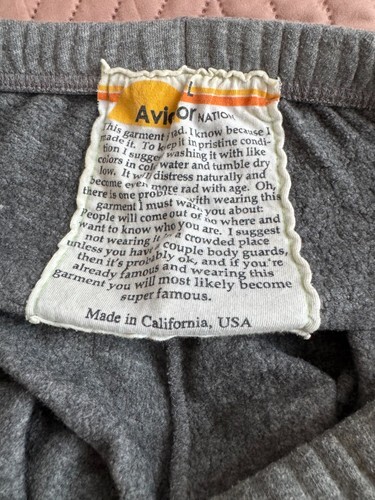 L
Aviator NATION
This garment rad. I know because I
made it. To keep it in pristine condi-
tion I suggest washing it with like
colors in cold water and tumble dry
low. It will distress naturally and
become even more rad with age. Oh,
there is one problem with wearing this
garment I must warn you about:
People will come out of no where and
want to know who you are. I suggest
not wearing it in a crowded place
unless you have couple body guards,
then it's probably ok, and if you're
already famous and wearing this
garment you will most likely become
super famous.
Made in California, USA